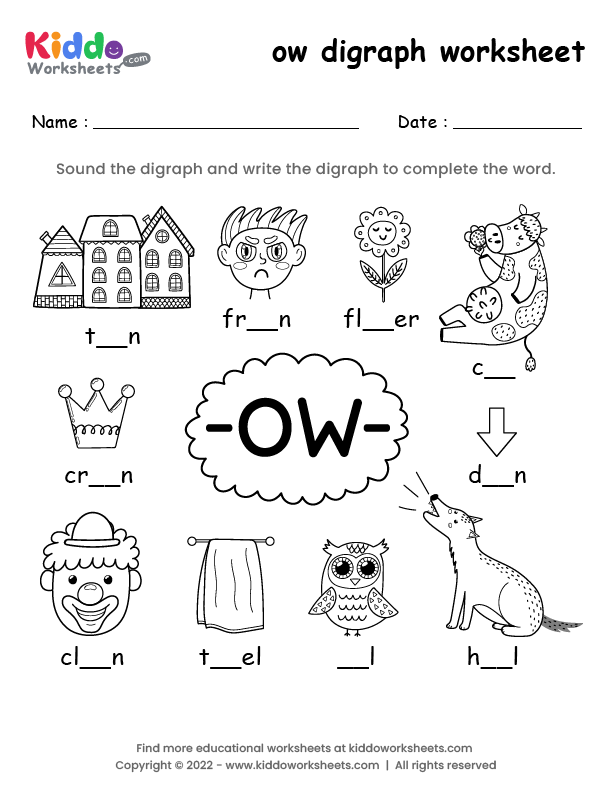 Kiddo
Worksheets .com
ow digraph worksheet
Name : ______________ Date : ______________
Sound the digraph and write the digraph to complete the word.
t__n
fr__n
fl__er
c__
cr__n
-ow-
d__n
cl__n
t__el
__l
h__l
Find more educational worksheets at kiddoworksheets.com
Copyright © 2022 - www.kiddoworksheets.com | All rights reserved